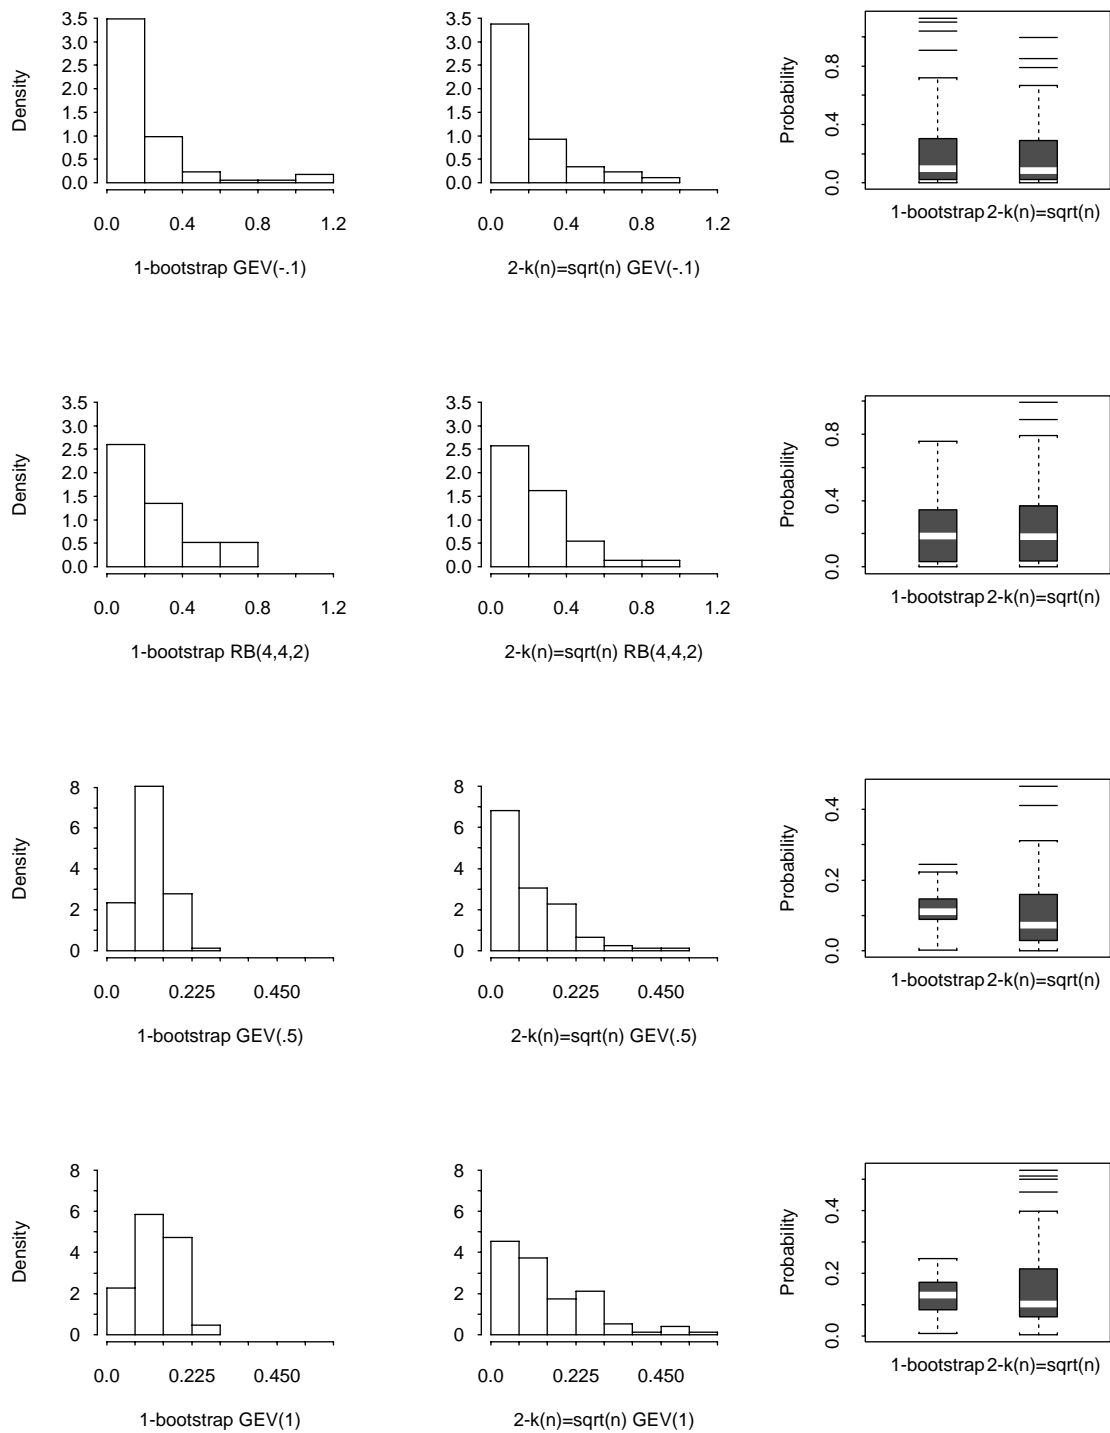 Density
3.5
3.0
2.5
2.0
1.5
1.0
0.5
0.0
0.0 0.4 0.8 1.2
1-bootstrap GEV(-.1)
3.5
3.0
2.5
2.0
1.5
1.0
0.5
0.0
0.0 0.4 0.8 1.2
2-k(n)=sqrt(n) GEV(-.1)
Probability
0.8
0.4
0.0
1-bootstrap 2-k(n)=sqrt(n)
Density
3.5
3.0
2.5
2.0
1.5
1.0
0.5
0.0
0.0 0.4 0.8 1.2
1-bootstrap RB(4,4,2)
3.5
3.0
2.5
2.0
1.5
1.0
0.5
0.0
0.0 0.4 0.8 1.2
2-k(n)=sqrt(n) RB(4,4,2)
Probability
0.8
0.4
0.0
1-bootstrap 2-k(n)=sqrt(n)
Density
8
6
4
2
0
0.0 0.225 0.450
1-bootstrap GEV(.5)
8
6
4
2
0
0.0 0.225 0.450
2-k(n)=sqrt(n) GEV(.5)
Probability
0.4
0.2
0.0
1-bootstrap 2-k(n)=sqrt(n)
Density
8
6
4
2
0
0.0 0.225 0.450
1-bootstrap GEV(1)
8
6
4
2
0
0.0 0.225 0.450
2-k(n)=sqrt(n) GEV(1)
Probability
0.4
0.2
0.0
1-bootstrap 2-k(n)=sqrt(n)